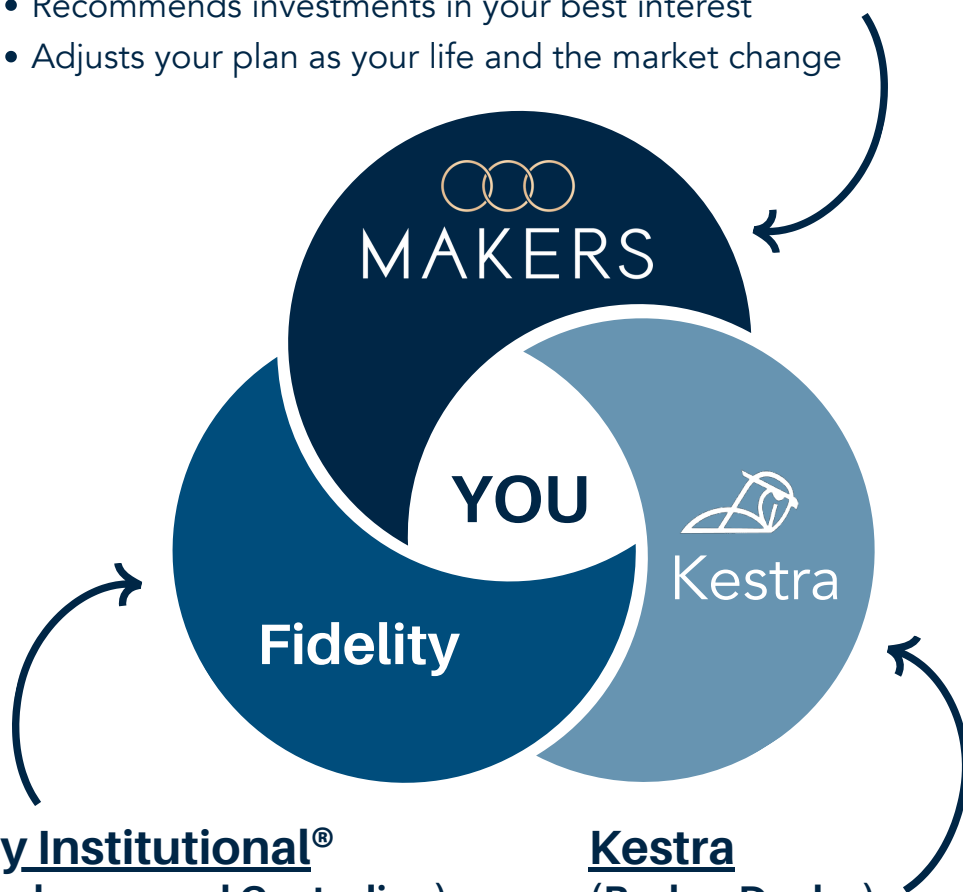 • Recommends investments in your best interest
• Adjusts your plan as your life and the market change
MAKERS
YOU
Kestra
Fidelity
y Institutional®
Kestra